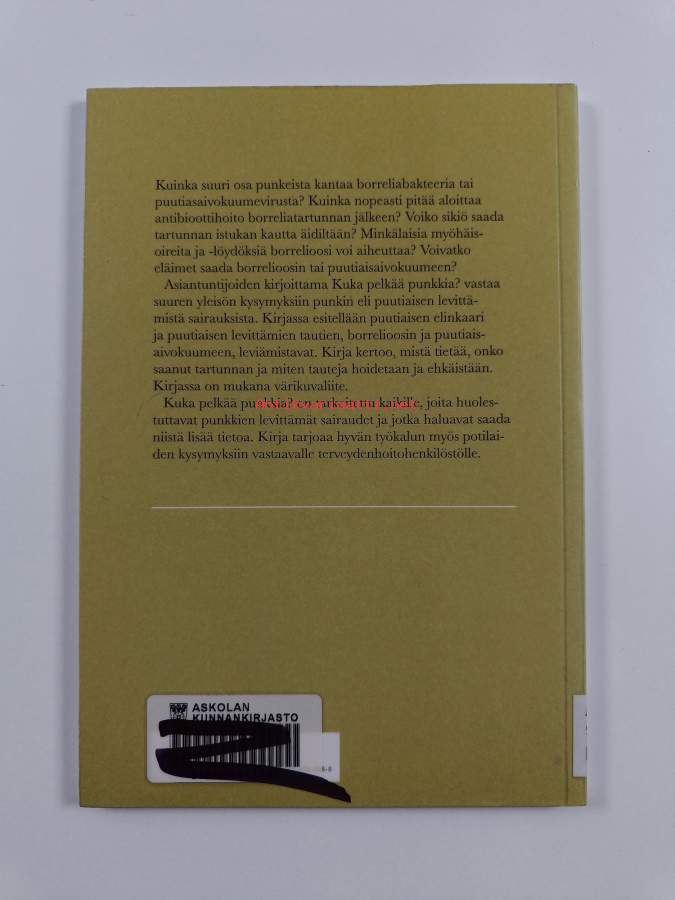 Kuinka suuri osa punkeista kantaa borreliabakteeria tai
puutiasaivokuumevirusta? Kuinka nopeasti pitää aloittaa
antibioottihoito borreliatartunnan jälkeen? Voiko sikiö saada
tartunnan istukan kautta äidiltään? Minkälaisia myöhäis-
oireita ja -löydöksiä borrelioosi voi aiheuttaa? Voivatko
eläimet saada borrelioosin tai puutiaisaivokuumeen?
Asiantuntijoiden kirjoittama Kuka pelkää punkkia? vastaa
suuren yleisön kysymyksiin punkin eli puutiaisen levittä-
mistä sairauksista. Kirjassa esitellään puutiaisen elinkaari
ja puutiaisen levittämien tautien, borrelioosin ja puutiais-
aivokuumeen, leviämistavat. Kirja kertoo, mistä tietää, onko
saanut tartunnan ja miten tauteja hoidetaan ja ehkäistään.
Kirjassa on mukana värikuvaliite.
Kuka pelkää punkkia? on tarkoitettu kaikille, joita huoles-
tuttavat punkkien levittämät sairaudet ja jotka haluavat saada
niistä lisää tietoa. Kirja tarjoaa hyvän työkalun myös potilai-
den kysymyksiin vastaavalle terveydenhoitohenkilöstölle.
ASKOLAN
KUNNANKIRJASTO